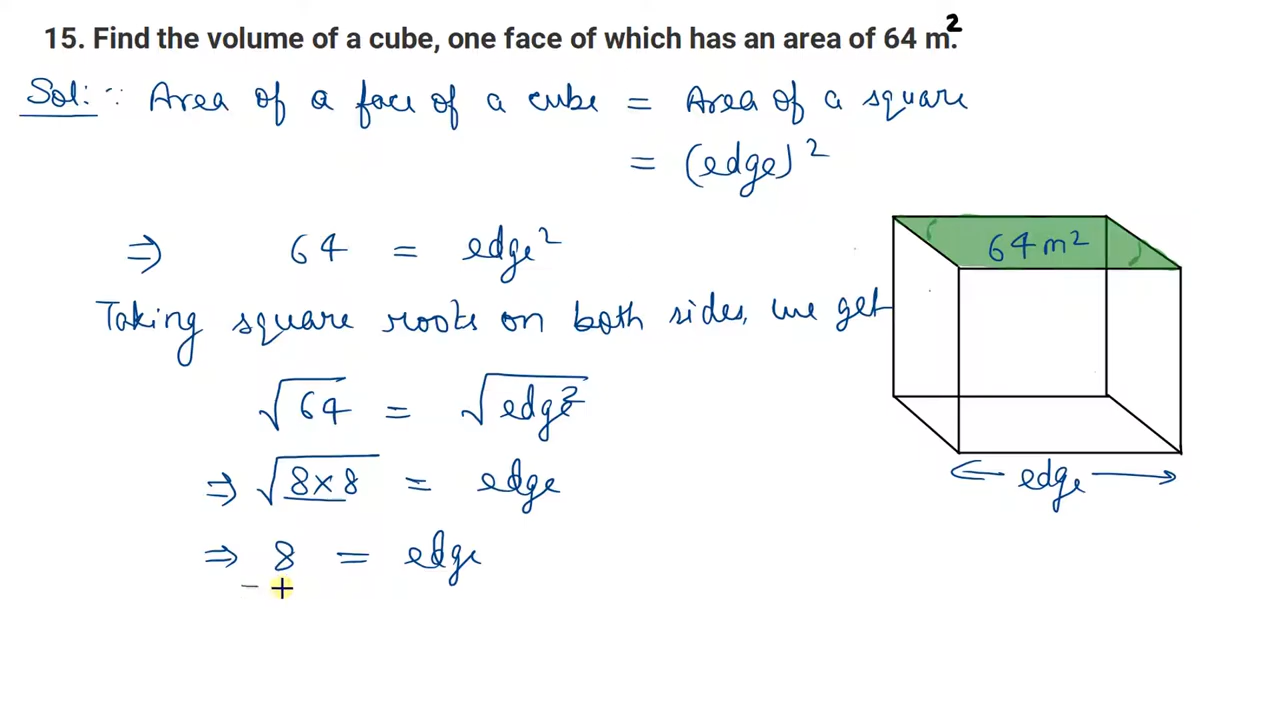 15. Find the volume of a cube, one face of which has an area of 64 m².
Sol: ∵ Area of a face of a cube = Area of a square
= (edge)²
⇒ 64 = edge²
64 m²
Taking square roots on both sides, we get
√64 = √edge²
⇒ √8×8 = edge
edge
⇒ 8 = edge